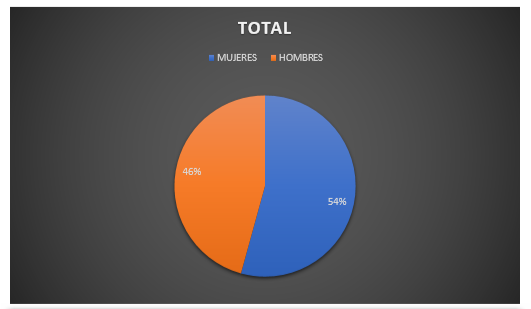 TOTAL
MUJERES HOMBRES
46%
54%